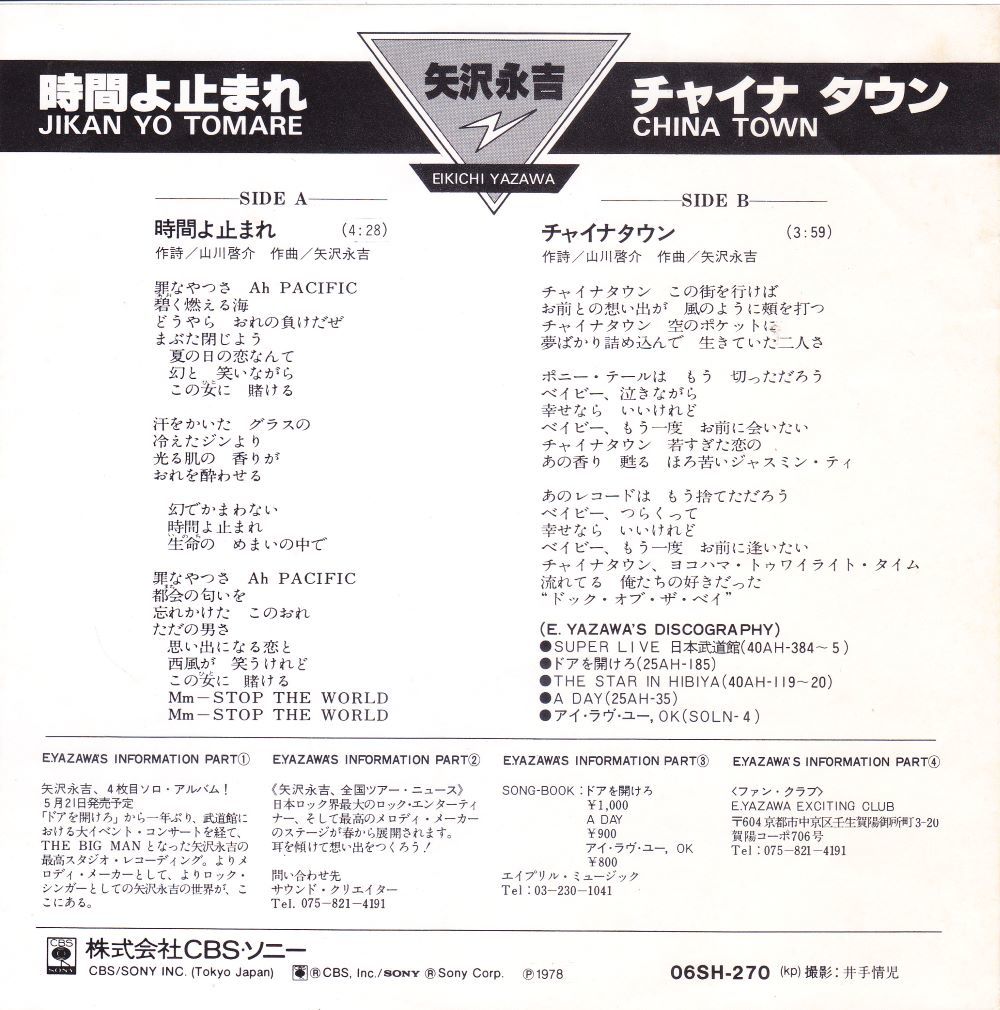 時間よ止まれ
JIKAN YO TOMARE
矢沢永吉
EIKICHI YAZAWA
チャイナ タウン
CHINA TOWN
SIDE A
時間よ止まれ (4:28)
作詩／山川啓介 作曲／矢沢永吉
罪なやつさ Ah PACIFIC
碧く燃える海
どうやら おれの負けだぜ
まぶた閉じよう
夏の日の恋なんて
幻と 笑いながら
この女に 賭ける
汗をかいた グラスの
冷えたジンより
光る肌の 香りが
おれを酔わせる
幻でかまわない
時間よ止まれ
生命の めまいの中で
罪なやつさ Ah PACIFIC
都会の匂いを
忘れかけた このおれ
ただの男さ
思い出になる恋と
西風が 笑うけれど
この女に 賭ける
Mm－STOP THE WORLD
Mm－STOP THE WORLD
SIDE B
チャイナタウン (3:59)
作詩／山川啓介 作曲／矢沢永吉
チャイナタウン この街を行けば
お前との想い出が 風のように頬を打つ
チャイナタウン 空のポケットに
夢ばかり詰め込んで 生きていた二人さ
ポニー・テールは もう 切っただろう
ベイビー、泣きながら
幸せなら いいけれど
ベイビー、もう一度 お前に会いたい
チャイナタウン 若すぎた恋の
あの香り 甦る ほろ苦いジャスミン・ティ
あのレコードは もう捨てただろう
ベイビー、つらくって
幸せなら いいけれど
ベイビー、もう一度 お前に逢いたい
チャイナタウン、ヨコハマ・トゥワイライト・タイム
流れてる 俺たちの好きだった
“ドック・オブ・ザ・ベイ”
(E. YAZAWA'S DISCOGRAPHY)
●SUPER LIVE 日本武道館(40AH-384～5)
●ドアを開けろ(25AH-185)
●THE STAR IN HIBIYA(40AH-119～20)
●A DAY(25AH-35)
●アイ・ラヴ・ユー, OK(SOLN-4)
E.YAZAWA'S INFORMATION PART①
矢沢永吉、4枚目ソロ・アルバム！
5月21日発売予定
「ドアを開けろ」から一年ぶり、武道館に
おける大イベント・コンサートを経て、
THE BIG MANとなった矢沢永吉の
最高スタジオ・レコーディング。よりメ
ロディ・メーカーとして、よりロック・
シンガーとしての矢沢永吉の世界が、こ
こにある。
E.YAZAWA'S INFORMATION PART②
《矢沢永吉、全国ツアー・ニュース》
日本ロック界最大のロック・エンターティ
ナー、そして最高のメロディ・メーカー
のステージが春から展開されます。
耳を傾けて想い出をつくろう！
問い合わせ先
サウンド・クリエイター
Tel. 075-821-4191
E.YAZAWA'S INFORMATION PART③
SONG-BOOK：ドアを開けろ
￥1,000
A DAY
￥900
アイ・ラヴ・ユー, OK
￥800
エイプリル・ミュージック
Tel：03-230-1041
E.YAZAWA'S INFORMATION PART④
〈ファン・クラブ〉
E.YAZAWA EXCITING CLUB
〒604 京都市中京区壬生賀陽御所町3-20
賀陽コーポ706号
Tel：075-821-4191
CBS SONY 株式会社CBS・ソニー
CBS/SONY INC. (Tokyo Japan) ® CBS, Inc./SONY ® Sony Corp. ℗1978
06SH-270 (kp) 撮影：井手情児